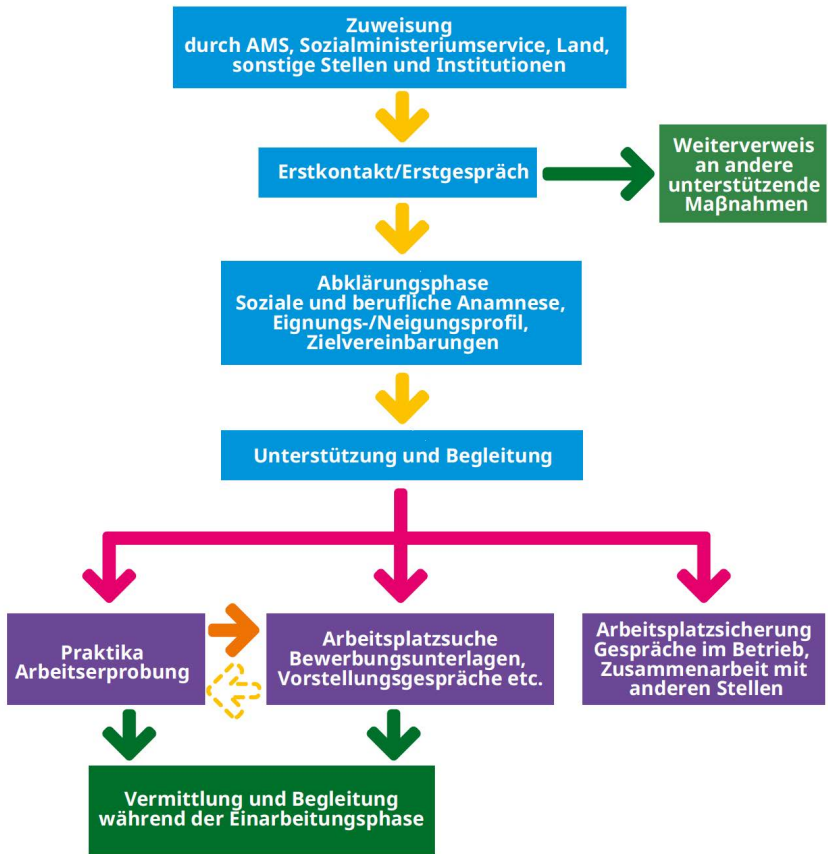 Zuweisung
durch AMS, Sozialministeriumservice, Land,
sonstige Stellen und Institutionen
Erstkontakt/Erstgespräch
Weiterverweis
an andere
unterstützende
Maβnahmen
Abklärungsphase
Soziale und berufliche Anamnese,
Eignungs-/Neigungsprofil,
Zielvereinbarungen
Unterstützung und Begleitung
Praktika
Arbeitserprobung
Arbeitsplatzsuche
Bewerbungsunterlagen,
Vorstellungsgespräche etc.
Arbeitsplatzsicherung
Gespräche im Betrieb,
Zusammenarbeit mit
anderen Stellen
Vermittlung und Begleitung
während der Einarbeitungsphase